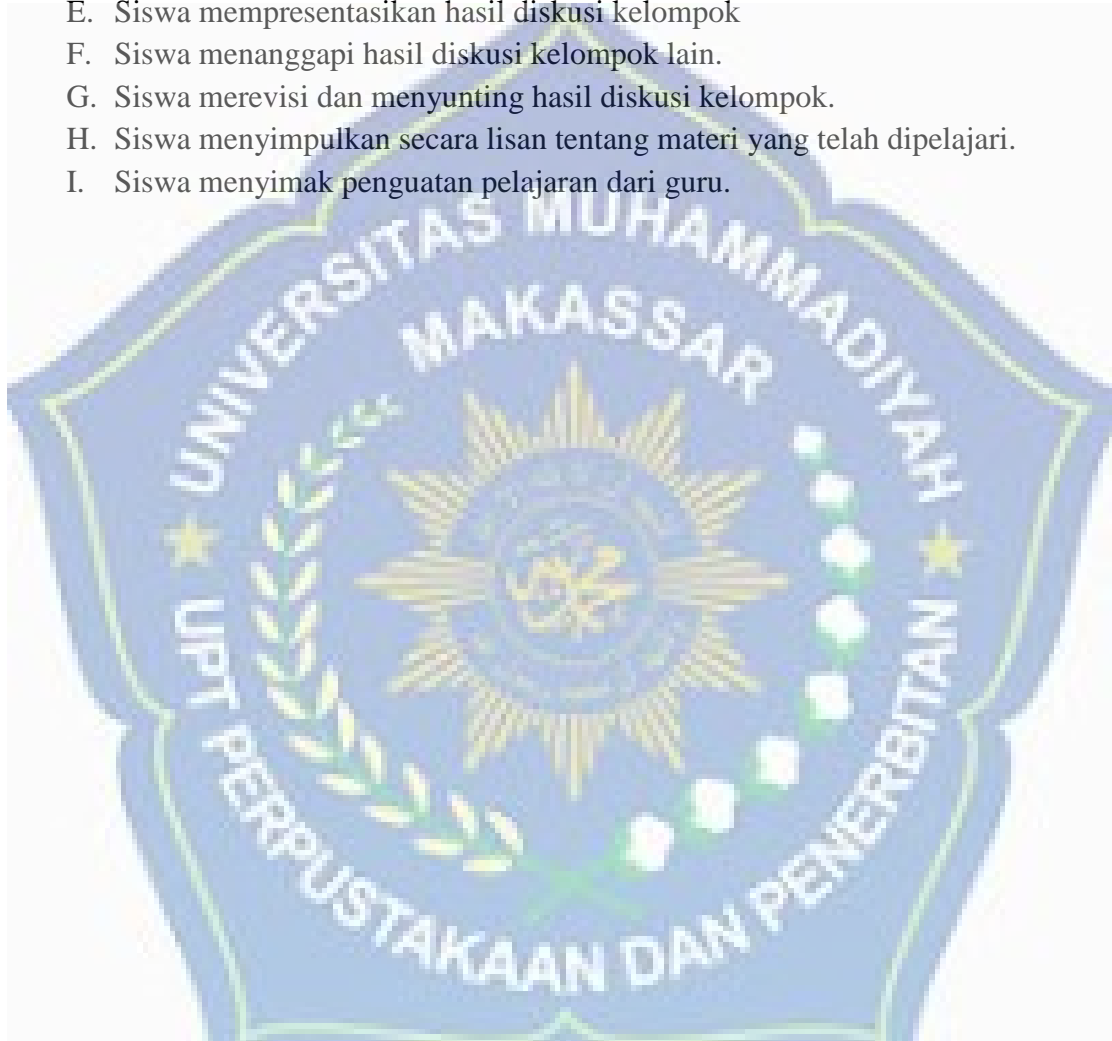 E. Siswa mempresentasikan hasil diskusi kelompok
F. Siswa menanggapi hasil diskusi kelompok lain.
G. Siswa merevisi dan menyunting hasil diskusi kelompok.
H. Siswa menyimpulkan secara lisan tentang materi yang telah dipelajari.
I. Siswa menyimak penguatan pelajaran dari guru.
UNIVERSITAS MUHAMMADIYAH
MAKASSAR
UPT PERPUSTAKAAN DAN PENERBITAN